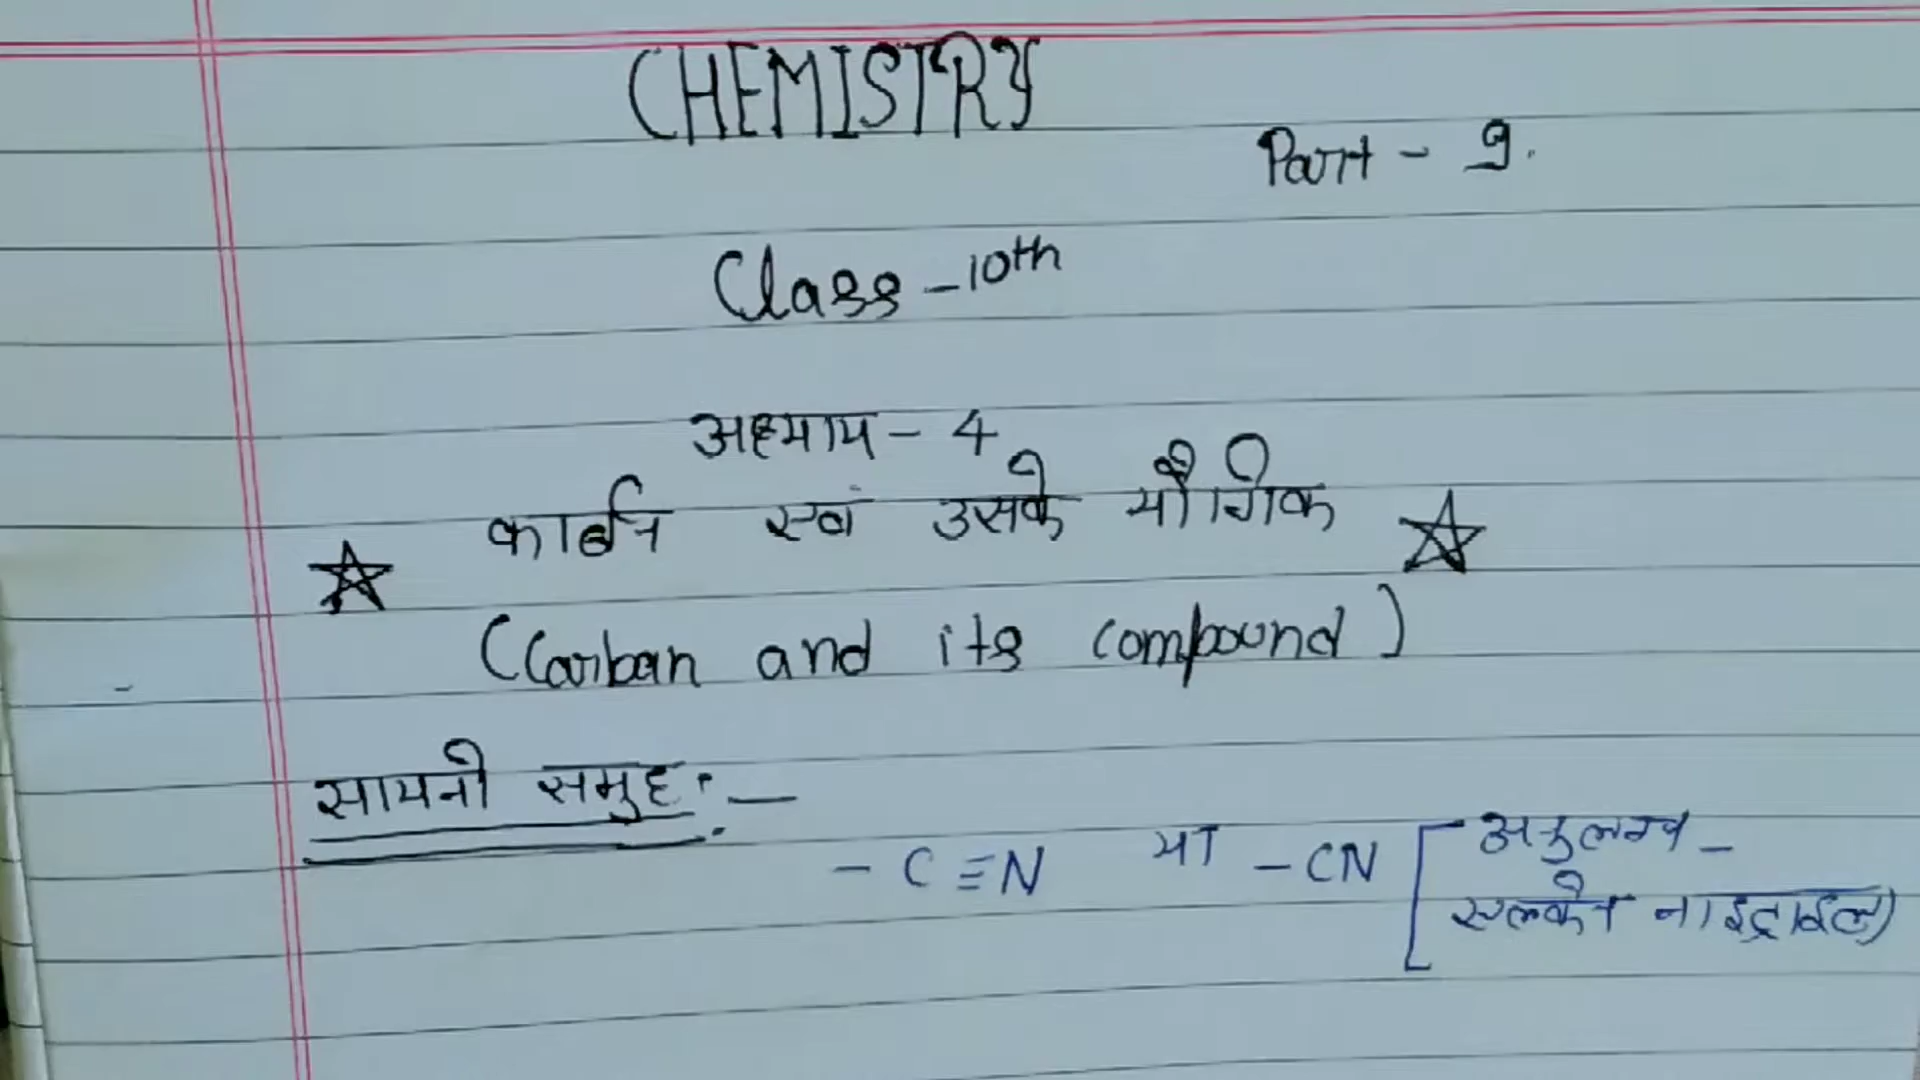 CHEMISTRY
Part - 9.
Class - 10th
अध्याय - 4
कार्बन एवं उसके यौगिक
(Carban and its compound)
सायनो समुह :-
- C ≡ N या - CN [अनुलग्न -
एल्केन नाइट्राइल)